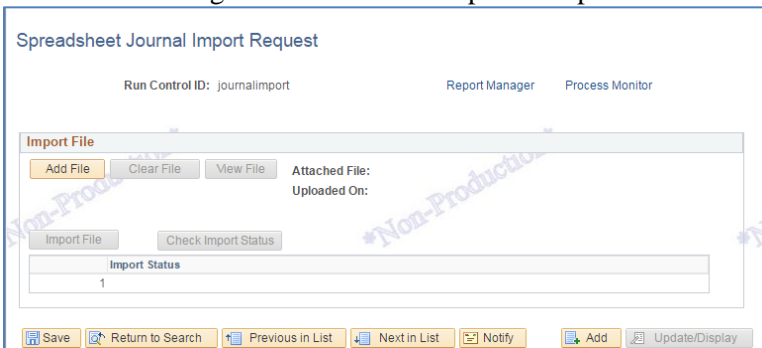 Spreadsheet Journal Import Request
Run Control ID: journalimport Report Manager Process Monitor
Import File
Add File Clear File View File Attached File:
Uploaded On:
*Non-Production*
Import File Check Import Status
Import Status
1
Save Return to Search Previous in List Next in List Notify Add Update/Display